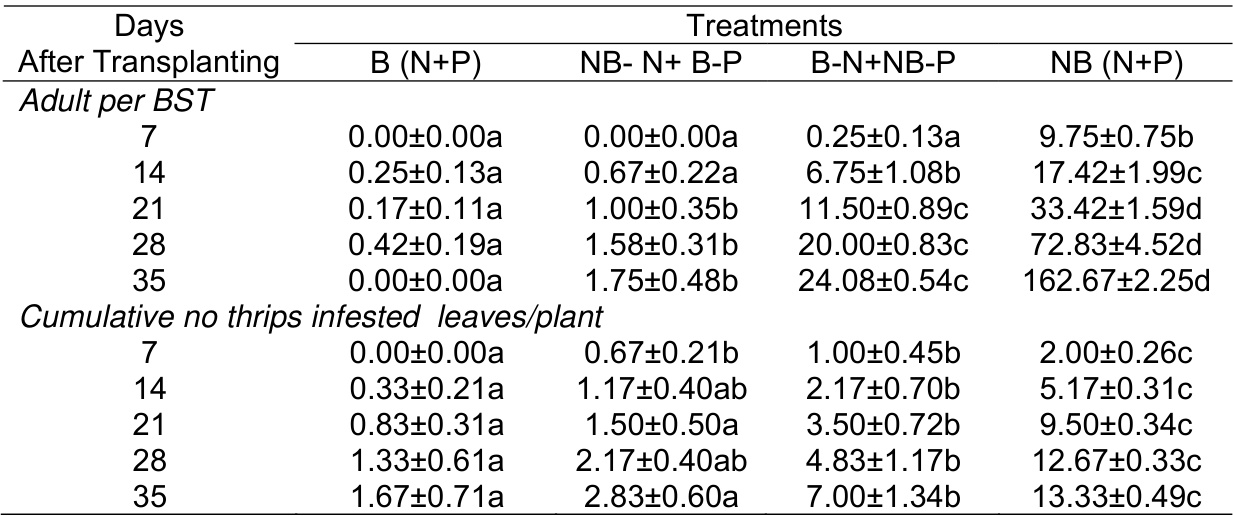 Days Treatments
After Transplanting B (N+P) NB- N+ B-P B-N+NB-P NB (N+P)
Adult per BST
7 0.00±0.00a 0.00±0.00a 0.25±0.13a 9.75±0.75b
14 0.25±0.13a 0.67±0.22a 6.75±1.08b 17.42±1.99c
21 0.17±0.11a 1.00±0.35b 11.50±0.89c 33.42±1.59d
28 0.42±0.19a 1.58±0.31b 20.00±0.83c 72.83±4.52d
35 0.00±0.00a 1.75±0.48b 24.08±0.54c 162.67±2.25d
Cumulative no thrips infested leaves/plant
7 0.00±0.00a 0.67±0.21b 1.00±0.45b 2.00±0.26c
14 0.33±0.21a 1.17±0.40ab 2.17±0.70b 5.17±0.31c
21 0.83±0.31a 1.50±0.50a 3.50±0.72b 9.50±0.34c
28 1.33±0.61a 2.17±0.40ab 4.83±1.17b 12.67±0.33c
35 1.67±0.71a 2.83±0.60a 7.00±1.34b 13.33±0.49c